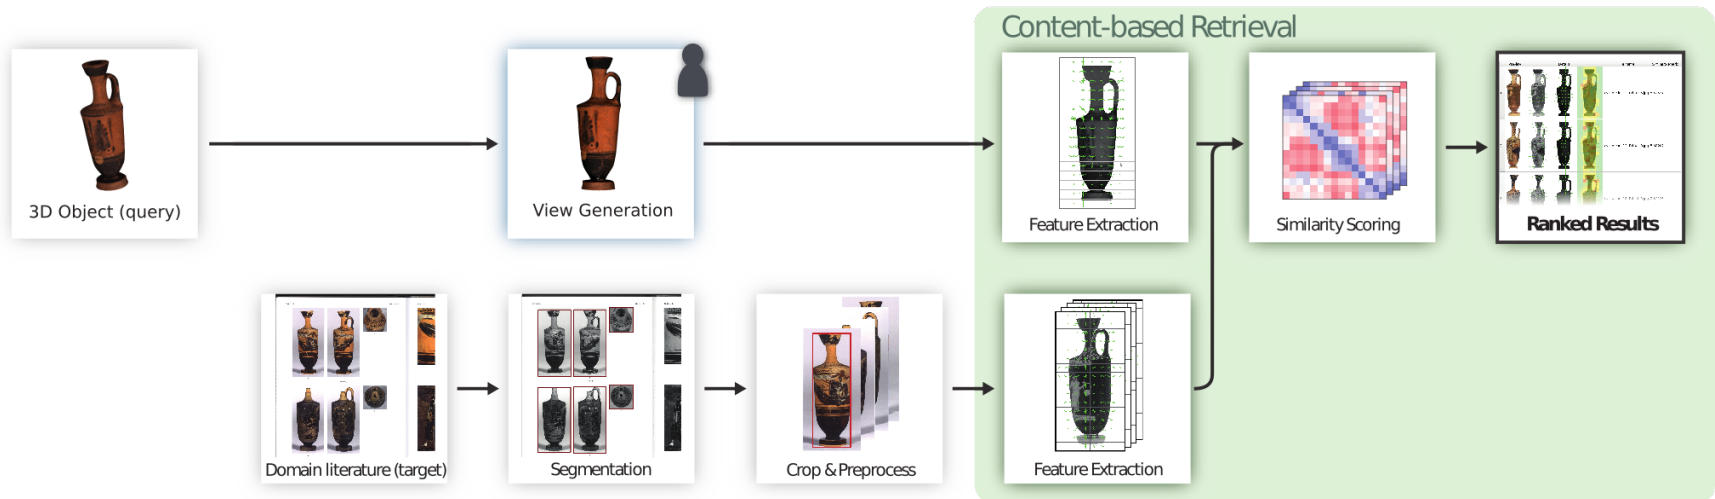 Content-based Retrieval
3D Object (query)
View Generation
Feature Extraction
Similarity Scoring
Ranked Results
Domain literature (target)
Segmentation
Crop & Preprocess
Feature Extraction